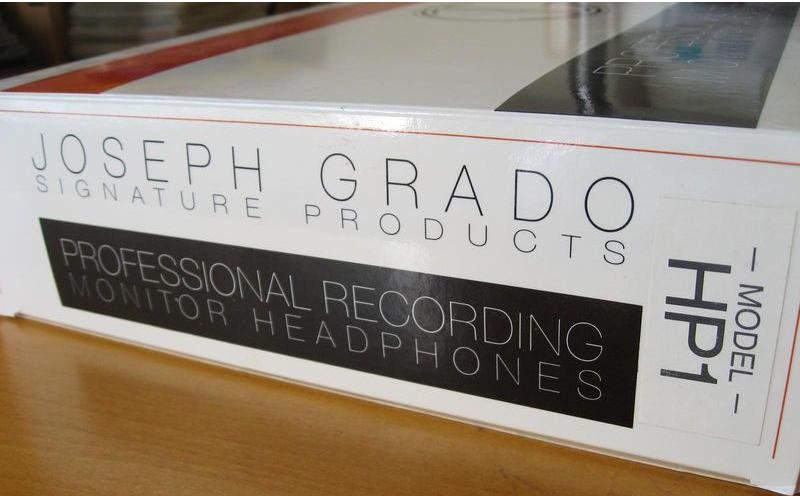 JOSEPH GRADO
SIGNATURE PRODUCTS
PROFESSIONAL RECORDING
MONITOR HEADPHONES
— MODEL —
HP1